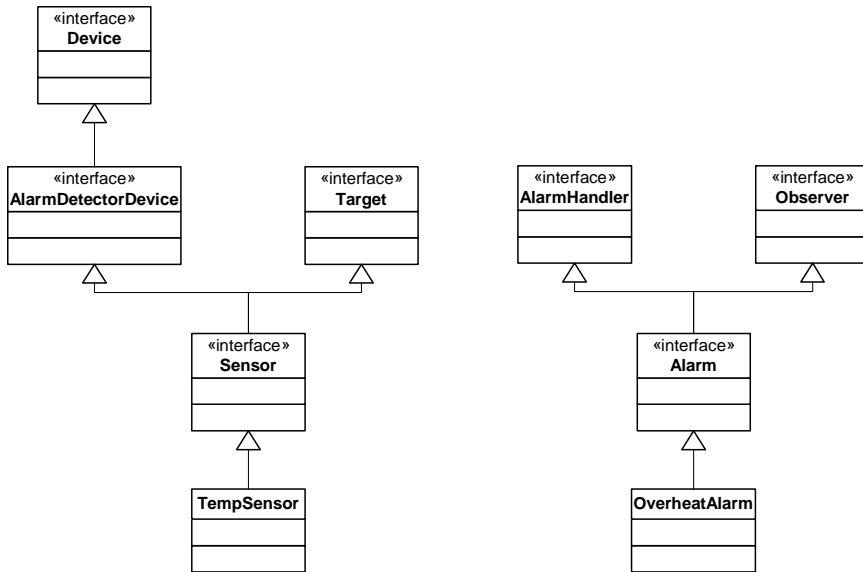 «interface»
Device
«interface»
AlarmDetectorDevice
«interface»
Target
«interface»
AlarmHandler
«interface»
Observer
«interface»
Sensor
«interface»
Alarm
TempSensor
OverheatAlarm